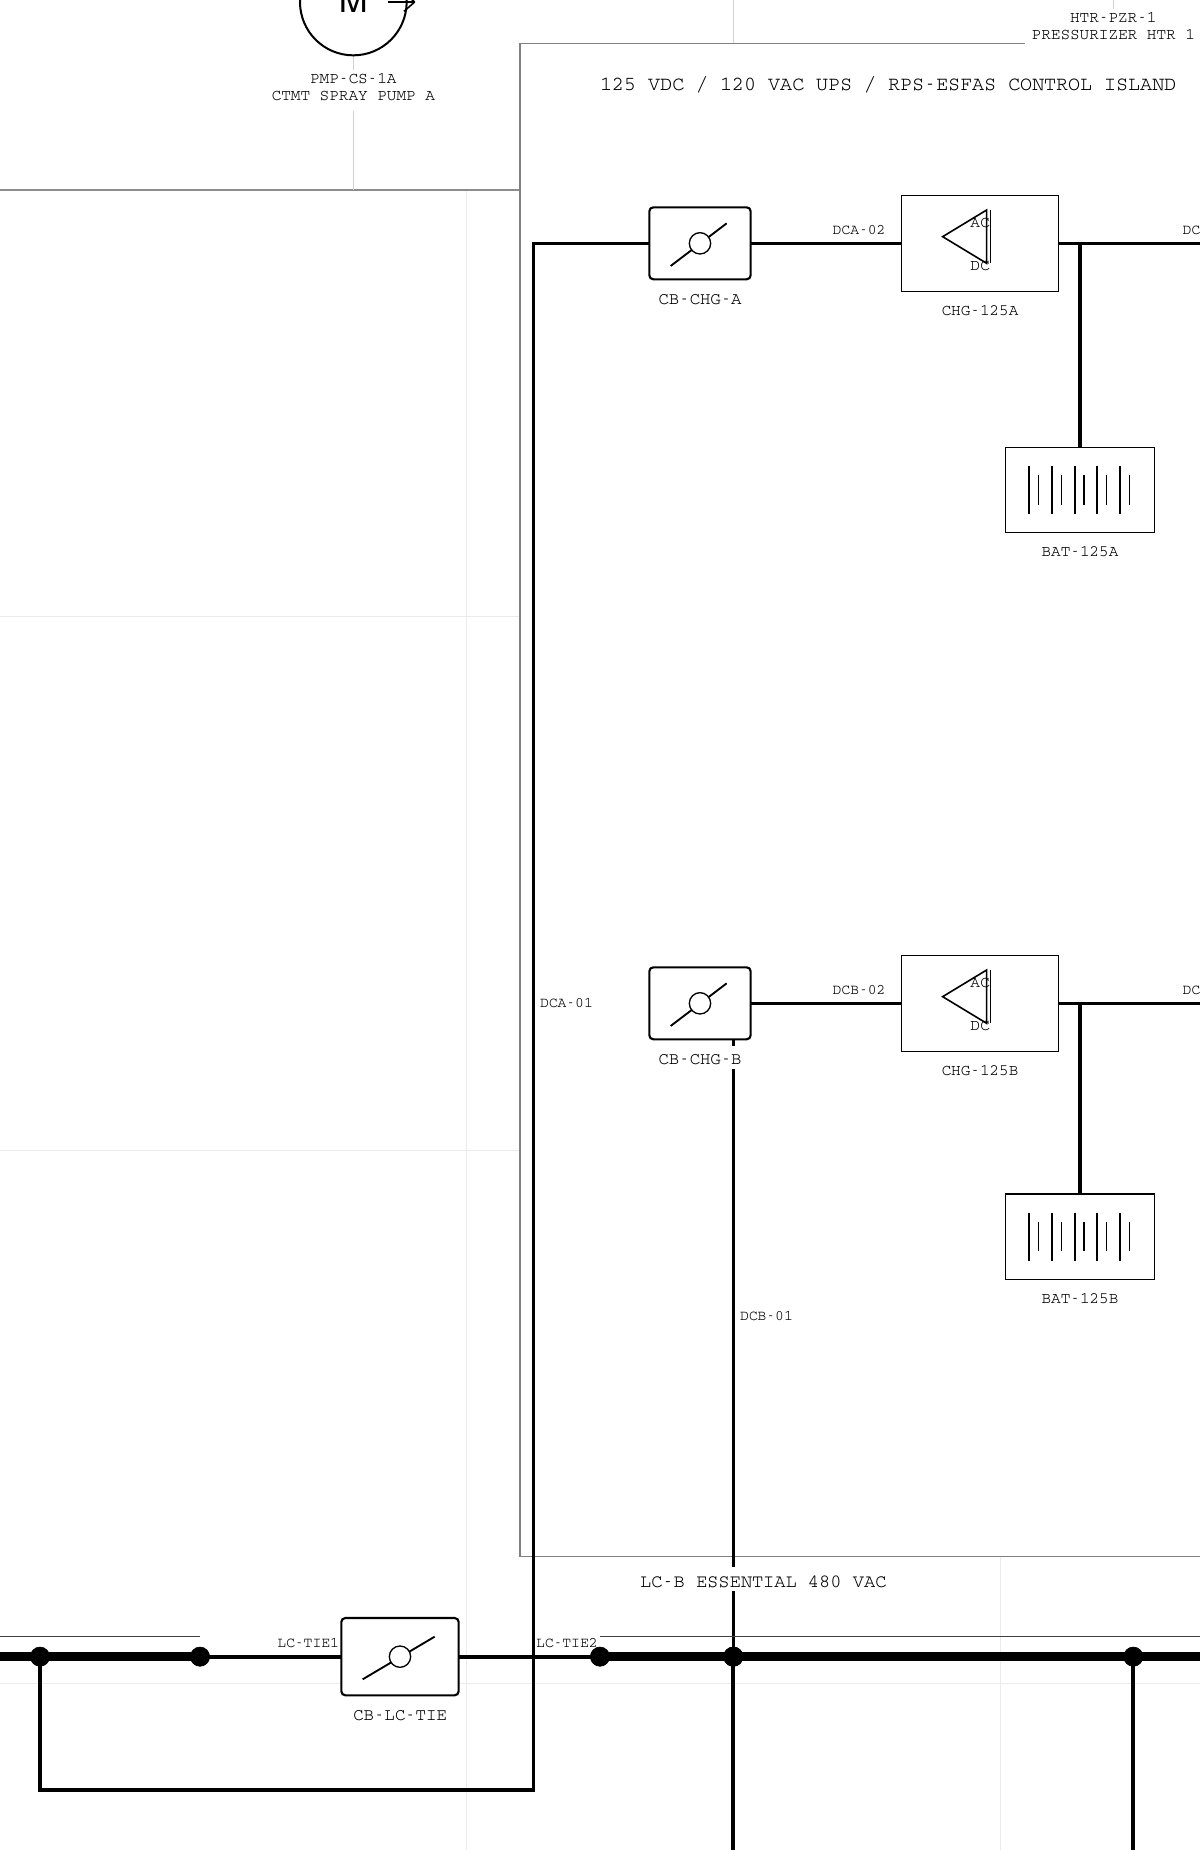 M
HTR-PZR-1
PRESSURIZER HTR 1
PMP-CS-1A
CTMT SPRAY PUMP A
125 VDC / 120 VAC UPS / RPS-ESFAS CONTROL ISLAND
AC
DCA-02
DC
DC
CB-CHG-A
CHG-125A
BAT-125A
AC
DCB-02
DC
DCA-01
DC
CB-CHG-B
CHG-125B
BAT-125B
DCB-01
LC-B ESSENTIAL 480 VAC
LC-TIE1
LC-TIE2
CB-LC-TIE